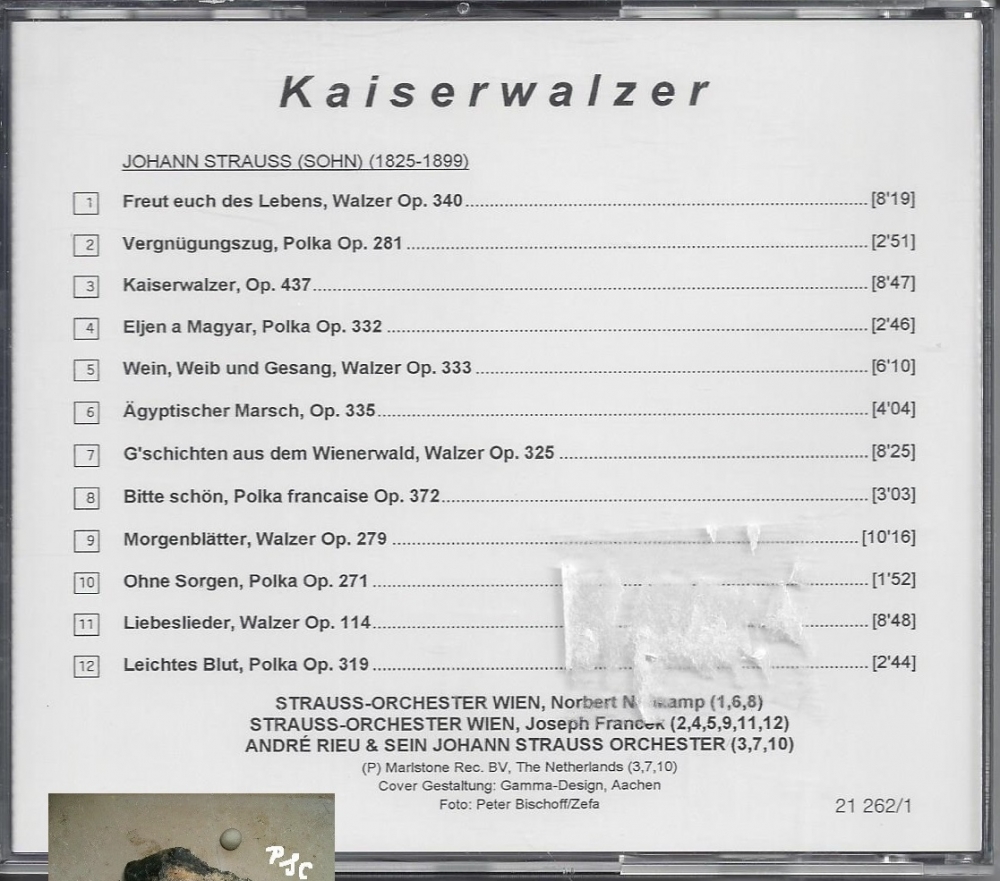 Kaiserwalzer
JOHANN STRAUSS (SOHN) (1825-1899)
1 Freut euch des Lebens, Walzer Op. 340 [8'19]
2 Vergnügungszug, Polka Op. 281 [2'51]
3 Kaiserwalzer, Op. 437 [8'47]
4 Eljen a Magyar, Polka Op. 332 [2'46]
5 Wein, Weib und Gesang, Walzer Op. 333 [6'10]
6 Ägyptischer Marsch, Op. 335 [4'04]
7 G'schichten aus dem Wienerwald, Walzer Op. 325 [8'25]
8 Bitte schön, Polka francaise Op. 372 [3'03]
9 Morgenblätter, Walzer Op. 279 [10'16]
10 Ohne Sorgen, Polka Op. 271 [1'52]
11 Liebeslieder, Walzer Op. 114 [8'48]
12 Leichtes Blut, Polka Op. 319 [2'44]
STRAUSS-ORCHESTER WIEN, Norbert (1,6,8)
STRAUSS-ORCHESTER WIEN, Joseph Francek (2,4,5,9,11,12)
ANDRÉ RIEU & SEIN JOHANN STRAUSS ORCHESTER (3,7,10)
(P) Marlstone Rec. BV, The Netherlands (3,7,10)
Cover Gestaltung: Gamma-Design, Aachen
Foto: Peter Bischoff/Zefa
21 262/1